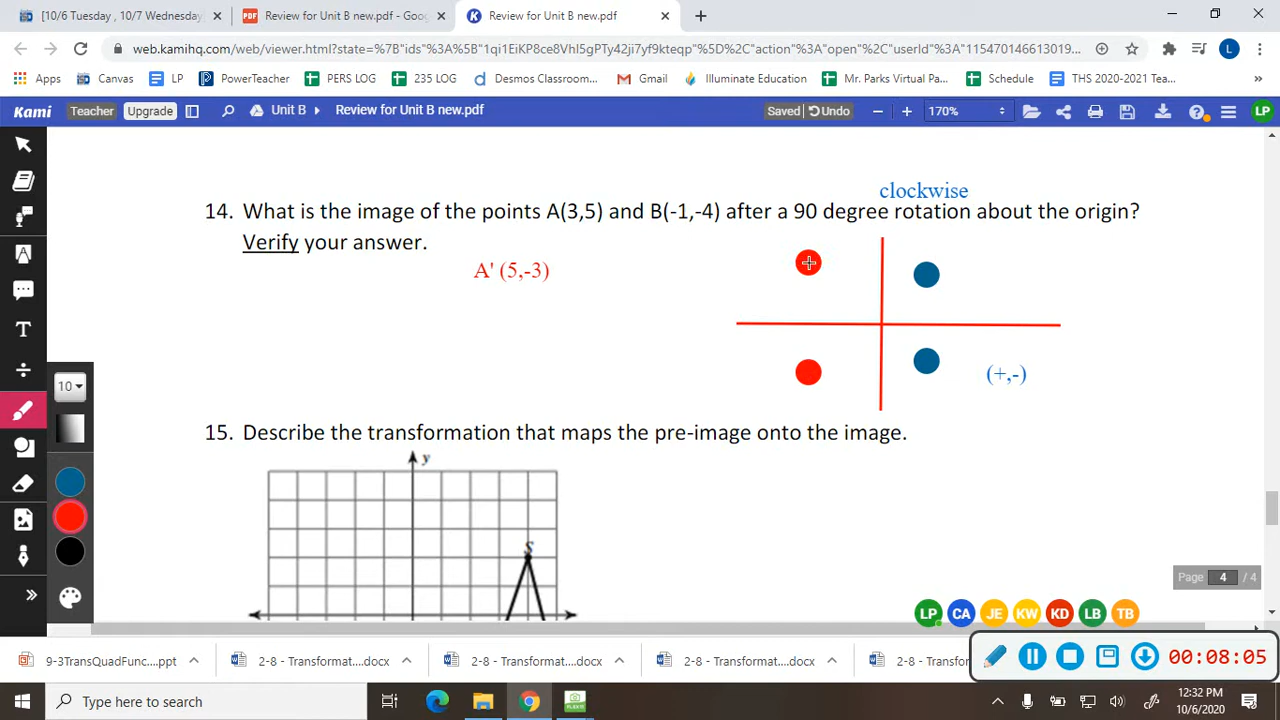 [10/6 Tuesday , 10/7 Wednesday
Review for Unit B new.pdf - Goo
Review for Unit B new.pdf
web.kamihq.com/web/viewer.html?state=%7B"ids"%3A%5B"1qi1EiKP8ce8VhI5gPTy42ji7yf9kteqp"%5D%2C"action"%3A"open"%2C"userId"%3A"115470146613019...
Apps Canvas LP PowerTeacher PERS LOG 235 LOG Desmos Classroom... Gmail Illuminate Education Mr. Parks Virtual Pa... Schedule THS 2020-2021 Tea... »
Kami Teacher Upgrade Unit B Review for Unit B new.pdf Saved Undo 170% LP
clockwise
14. What is the image of the points A(3,5) and B(-1,-4) after a 90 degree rotation about the origin?
Verify your answer.
A' (5,-3)
(+,-)
10
15. Describe the transformation that maps the pre-image onto the image.
y
S
Page 4 / 4
LP CA JE KW KD LB TB
9-3TransQuadFunc....ppt 2-8 - Transformat....docx 2-8 - Transformat....docx 2-8 - Transformat....docx 2-8 - Transform
00:08:05
Type here to search
12:32 PM
10/6/2020